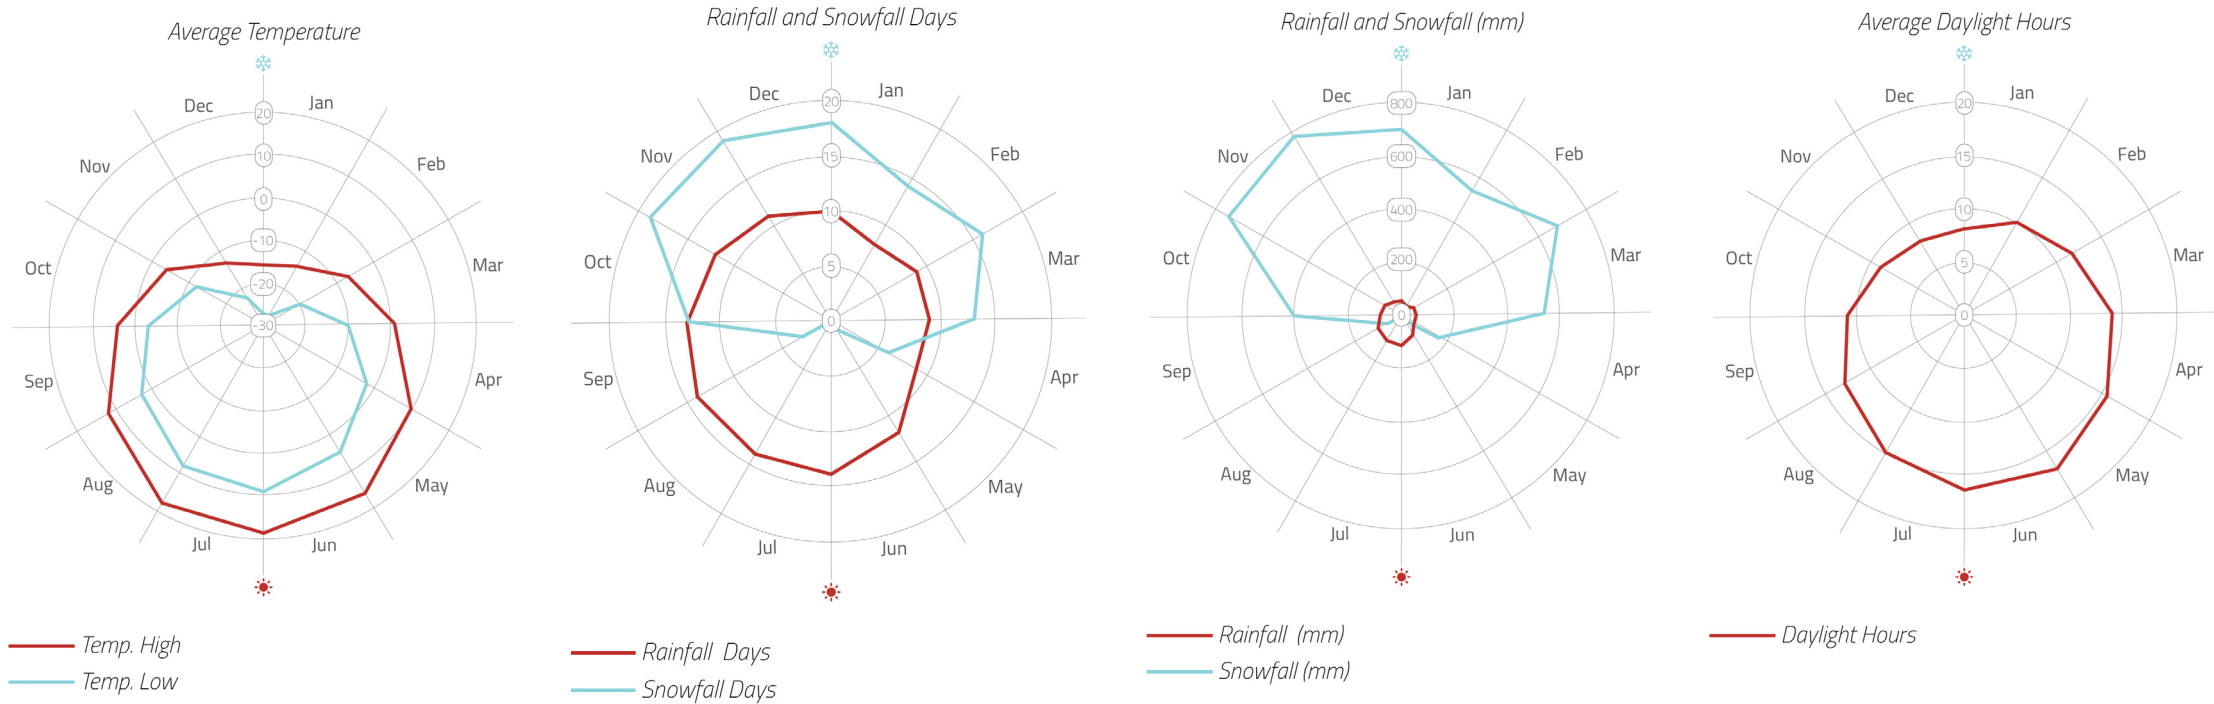 Average Temperature
Dec
Jan
20
Nov
10
Feb
0
-10
Oct
-20
Mar
-30
Sep
Apr
Aug
May
Jul
Jun
Temp. High
Temp. Low
Rainfall and Snowfall Days
Dec
Jan
20
Nov
15
Feb
10
Oct
5
Mar
0
Sep
Apr
Aug
May
Jul
Jun
Rainfall Days
Snowfall Days
Rainfall and Snowfall (mm)
Dec
Jan
800
Nov
600
Feb
400
Oct
200
Mar
0
Sep
Apr
Aug
May
Jul
Jun
Rainfall (mm)
Snowfall (mm)
Average Daylight Hours
Dec
Jan
20
Nov
15
Feb
10
Oct
5
Mar
0
Sep
Apr
Aug
May
Jul
Jun
Daylight Hours